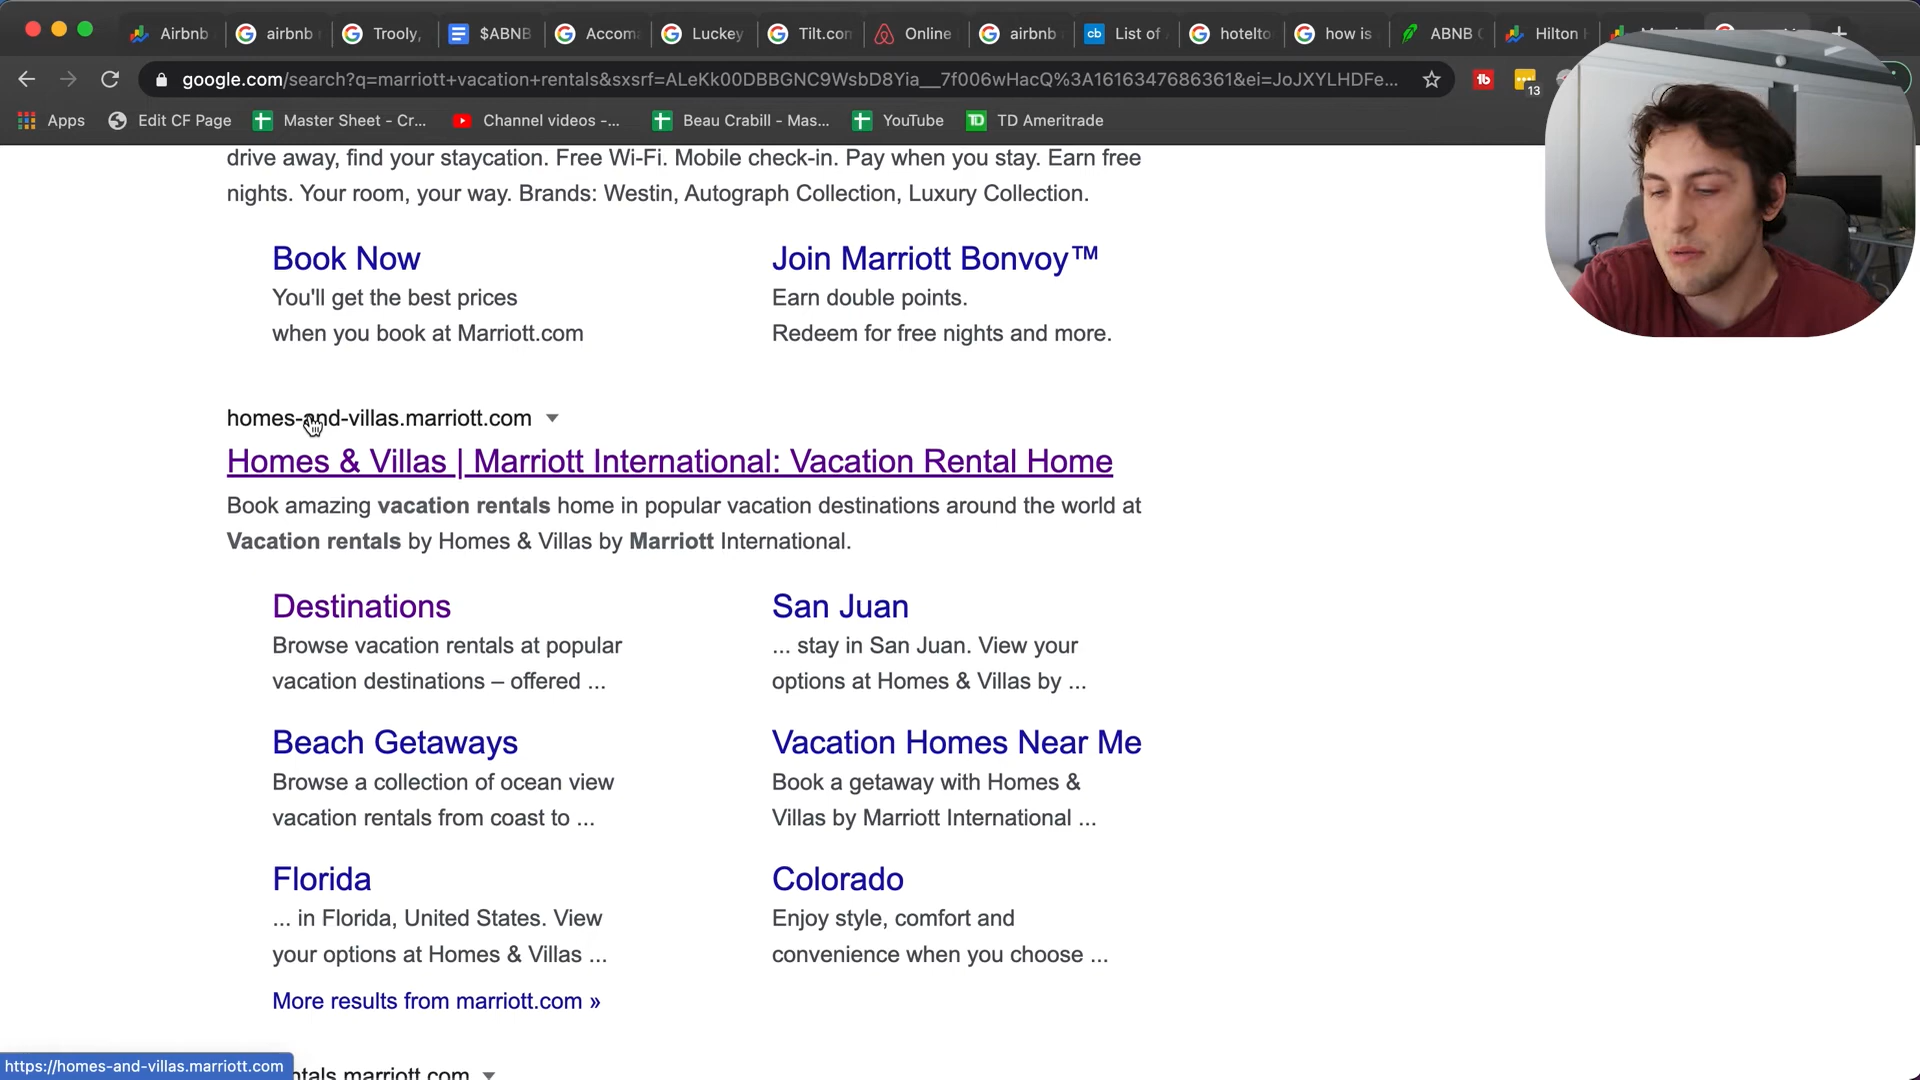 Airbnb
airbnb
Trooly,
$ABNB
Accom
Luckey
Tilt.con
Online
airbnb
List of
hotelto
how is
ABNB
Hilton
google.com/search?q=marriott+vacation+rentals&sxsrf=ALeKk00DBBGNC9WsbD8Yia__7f006wHacQ%3A1616347686361&ei=JoJXYLHDFe...
13
Apps
Edit CF Page
Master Sheet - Cr...
Channel videos -...
Beau Crabill - Mas...
YouTube
TD Ameritrade
drive away, find your staycation. Free Wi-Fi. Mobile check-in. Pay when you stay. Earn free
nights. Your room, your way. Brands: Westin, Autograph Collection, Luxury Collection.
Book Now
You'll get the best prices
when you book at Marriott.com
Join Marriott Bonvoy™
Earn double points.
Redeem for free nights and more.
homes-and-villas.marriott.com
Homes & Villas | Marriott International: Vacation Rental Home
Book amazing vacation rentals home in popular vacation destinations around the world at
Vacation rentals by Homes & Villas by Marriott International.
Destinations
Browse vacation rentals at popular
vacation destinations – offered ...
San Juan
... stay in San Juan. View your
options at Homes & Villas by ...
Beach Getaways
Browse a collection of ocean view
vacation rentals from coast to ...
Vacation Homes Near Me
Book a getaway with Homes &
Villas by Marriott International ...
Florida
... in Florida, United States. View
your options at Homes & Villas ...
Colorado
Enjoy style, comfort and
convenience when you choose ...
More results from marriott.com »
https://homes-and-villas.marriott.com
ntals.marriott.com